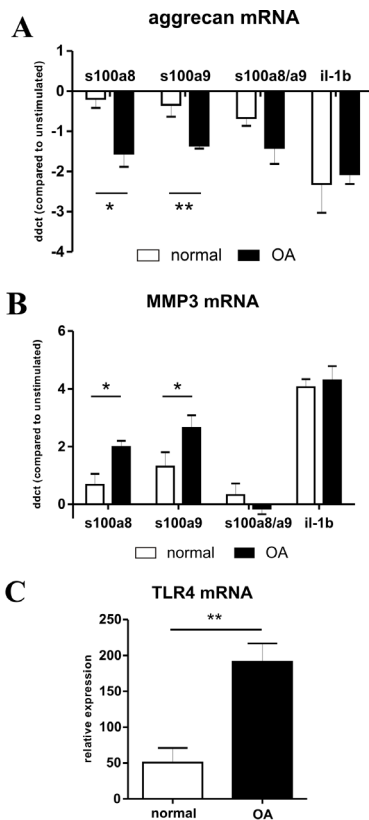 A
aggrecan mRNA
s100a8 s100a9 s100a8/a9 il-1b
0
-1
-2
-3
-4
ddct (compared to unstimulated)
* **
normal OA
B
MMP3 mRNA
6
4
2
0
ddct (compared to unstimulated)
* *
s100a8 s100a9 s100a8/a9 il-1b
normal OA
C
TLR4 mRNA
250
200
150
100
50
0
relative expression
**
normal OA